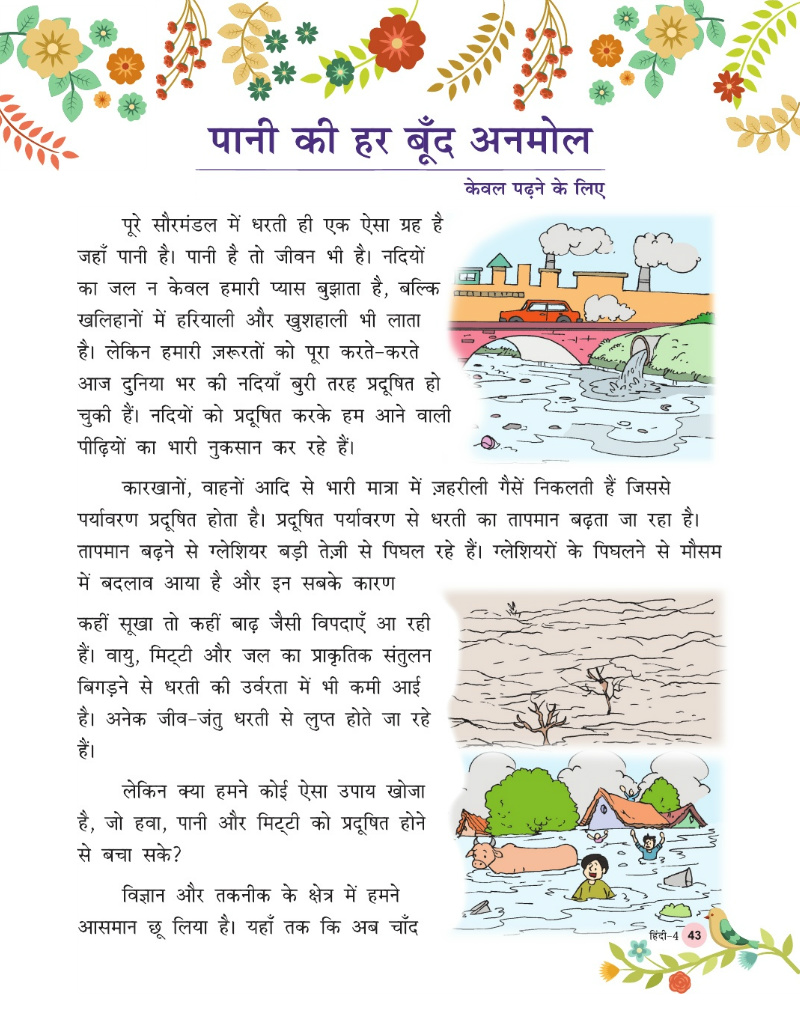 पानी की हर बूँद अनमोल
केवल पढ़ने के लिए
पूरे सौरमंडल में धरती ही एक ऐसा ग्रह है
जहाँ पानी है। पानी है तो जीवन भी है। नदियों
का जल न केवल हमारी प्यास बुझाता है, बल्कि
खलिहानों में हरियाली और खुशहाली भी लाता
है। लेकिन हमारी ज़रूरतों को पूरा करते-करते
आज दुनिया भर की नदियाँ बुरी तरह प्रदूषित हो
चुकी हैं। नदियों को प्रदूषित करके हम आने वाली
पीढ़ियों का भारी नुकसान कर रहे हैं।
कारखानों, वाहनों आदि से भारी मात्रा में ज़हरीली गैसें निकलती हैं जिससे
पर्यावरण प्रदूषित होता है। प्रदूषित पर्यावरण से धरती का तापमान बढ़ता जा रहा है।
तापमान बढ़ने से ग्लेशियर बड़ी तेज़ी से पिघल रहे हैं। ग्लेशियरों के पिघलने से मौसम
में बदलाव आया है और इन सबके कारण
कहीं सूखा तो कहीं बाढ़ जैसी विपदाएँ आ रही
हैं। वायु, मिट्टी और जल का प्राकृतिक संतुलन
बिगड़ने से धरती की उर्वरता में भी कमी आई
है। अनेक जीव-जंतु धरती से लुप्त होते जा रहे
हैं।
लेकिन क्या हमने कोई ऐसा उपाय खोजा
है, जो हवा, पानी और मिट्टी को प्रदूषित होने
से बचा सके?
विज्ञान और तकनीक के क्षेत्र में हमने
आसमान छू लिया है। यहाँ तक कि अब चाँद
हिंदी-4 43